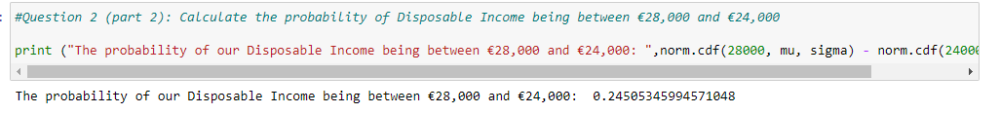 #Question 2 (part 2): Calculate the probability of Disposable Income being between €28,000 and €24,000
print ("The probability of our Disposable Income being between €28,000 and €24,000: ",norm.cdf(28000, mu, sigma) - norm.cdf(24000
The probability of our Disposable Income being between €28,000 and €24,000:  0.24505345994571048